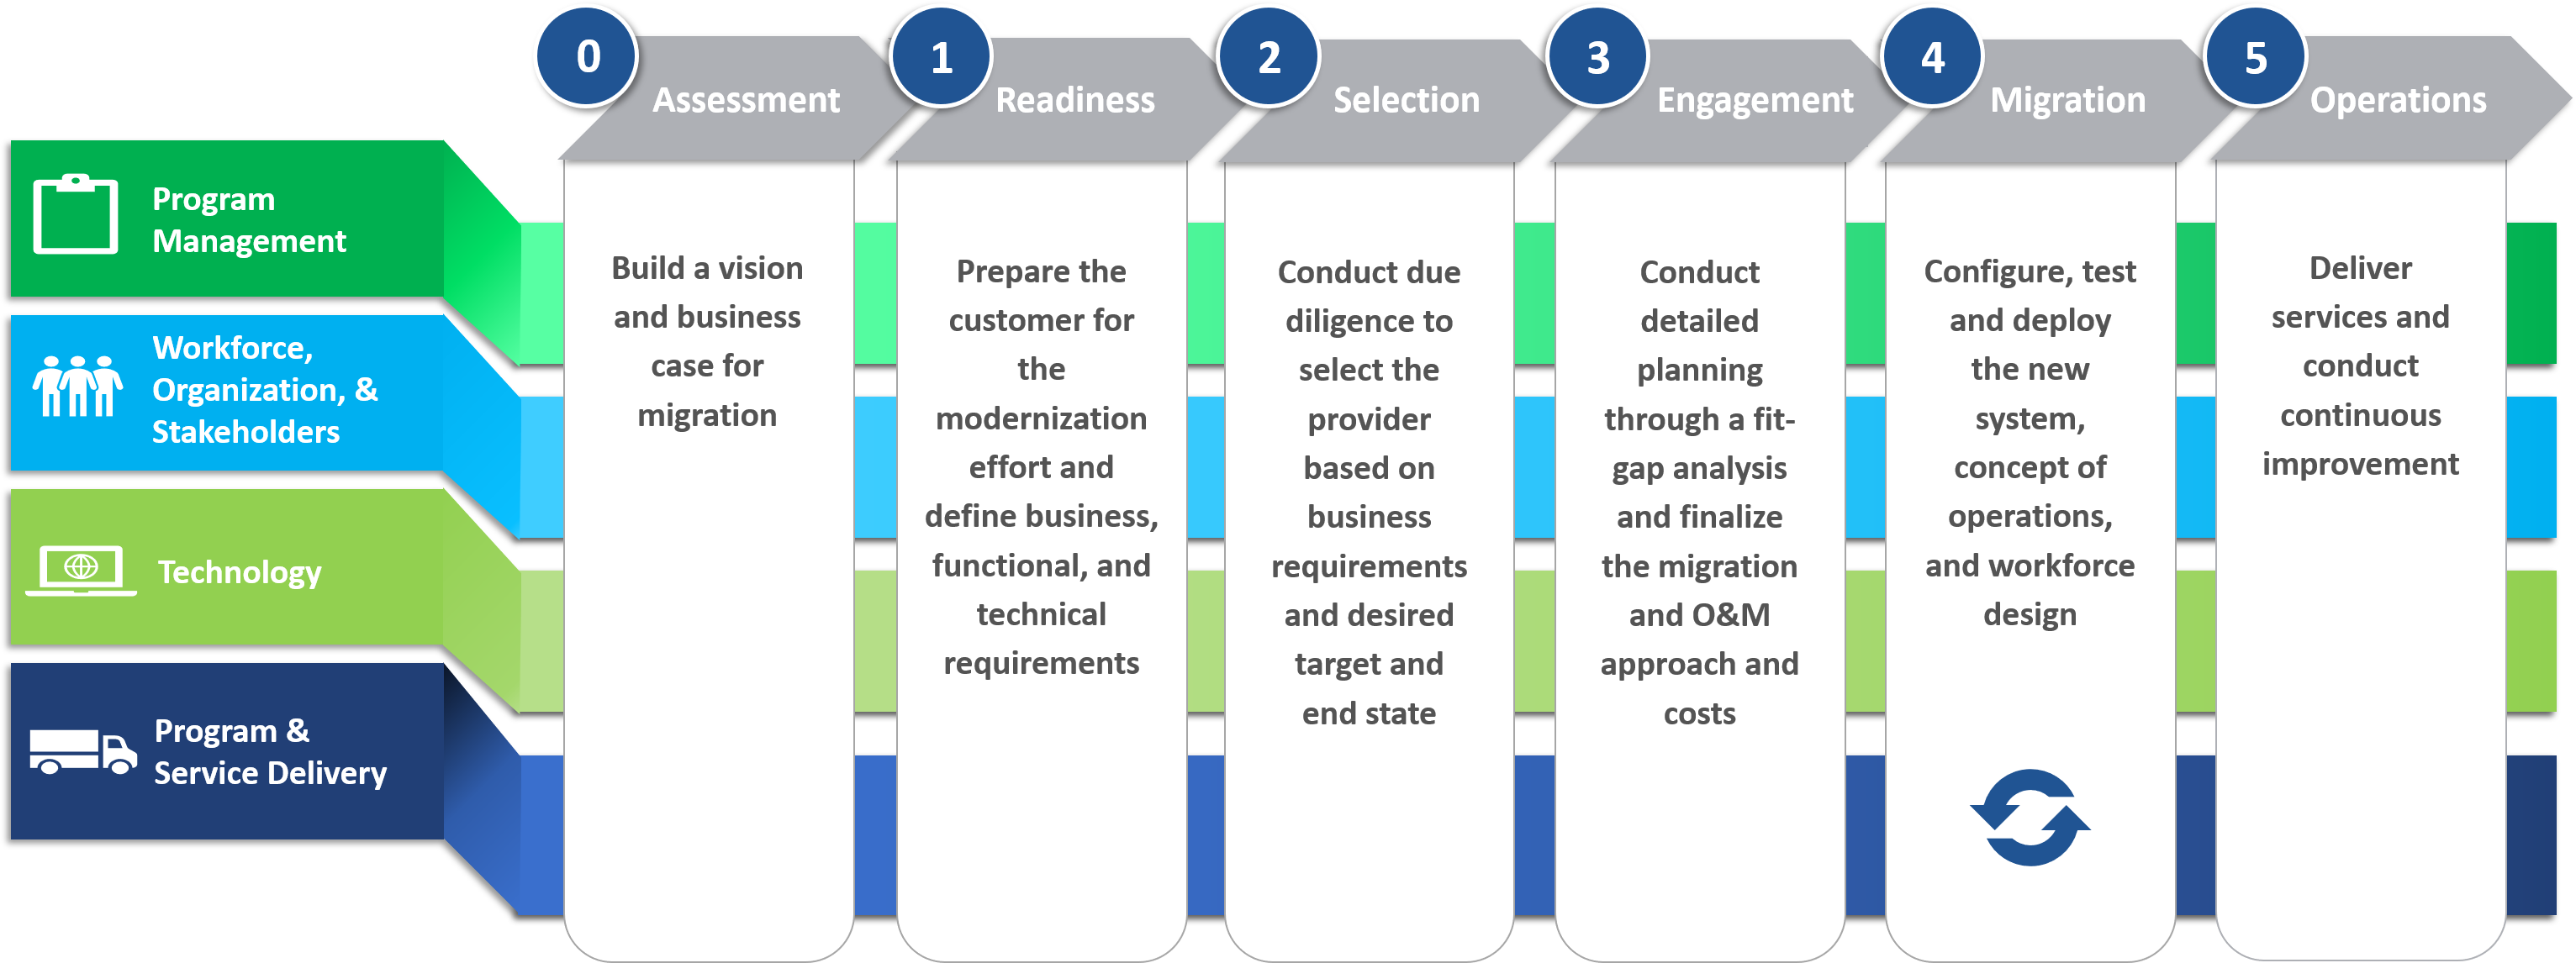 0
Assessment
1
Readiness
2
Selection
3
Engagement
4
Migration
5
Operations
Program
Management
Workforce,
Organization, &
Stakeholders
Technology
Program &
Service Delivery
Build a vision
and business
case for
migration
Prepare the
customer for
the
modernization
effort and
define business,
functional, and
technical
requirements
Conduct due
diligence to
select the
provider
based on
business
requirements
and desired
target and
end state
Conduct
detailed
planning
through a fit-
gap analysis
and finalize
the migration
and O&M
approach and
costs
Configure, test
and deploy
the new
system,
concept of
operations,
and workforce
design
Deliver
services and
conduct
continuous
improvement